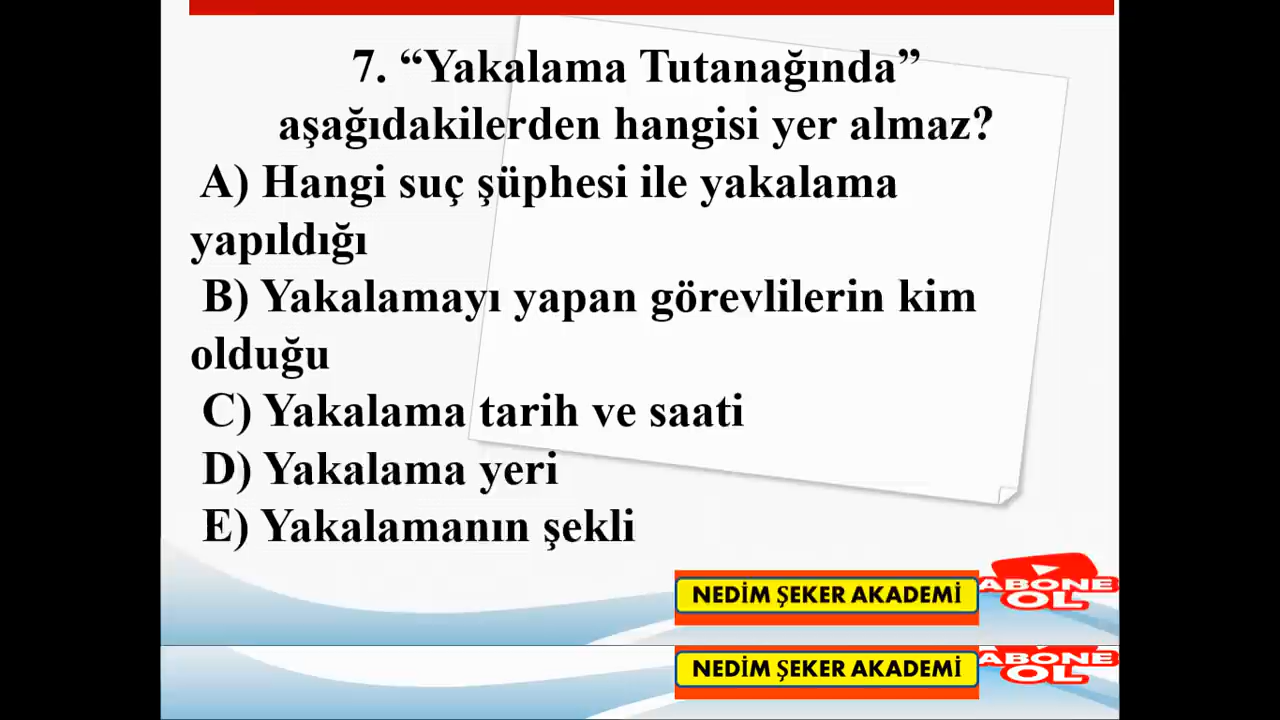 7. “Yakalama Tutanağında”
aşağıdakilerden hangisi yer almaz?
A) Hangi suç şüphesi ile yakalama
yapıldığı
B) Yakalamayı yapan görevlilerin kim
olduğu
C) Yakalama tarih ve saati
D) Yakalama yeri
E) Yakalamanın şekli
NEDİM ŞEKER AKADEMİ
ABONE
OL
NEDİM ŞEKER AKADEMİ
ABONE
OL